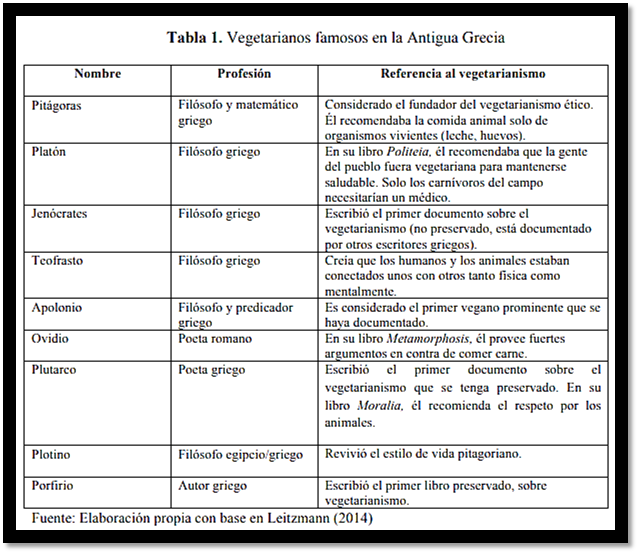 Tabla 1. Vegetarianos famosos en la Antigua Grecia
Nombre Profesión Referencia al vegetarianismo
Pitágoras Filósofo y matemático griego Considerado el fundador del vegetarianismo ético.
Él recomendaba la comida animal solo de
organismos vivientes (leche, huevos).
Platón Filósofo griego En su libro Politeia, él recomendaba que la gente
del pueblo fuera vegetariana para mantenerse
saludable. Solo los carnívoros del campo
necesitarían un médico.
Jenócrates Filósofo griego Escribió el primer documento sobre el
vegetarianismo (no preservado, está documentado
por otros escritores griegos).
Teofrasto Filósofo griego Creía que los humanos y los animales estaban
conectados unos con otros tanto física como
mentalmente.
Apolonio Filósofo y predicador griego Es considerado el primer vegano prominente que se
haya documentado.
Ovidio Poeta romano En su libro Metamorphosis, él provee fuertes
argumentos en contra de comer carne.
Plutarco Poeta griego Escribió el primer documento sobre el
vegetarianismo que se tenga preservado. En su
libro Moralia, él recomienda el respeto por los
animales.
Plotino Filósofo egipcio/griego Revivió el estilo de vida pitagoriano.
Porfirio Autor griego Escribió el primer libro preservado, sobre
vegetarianismo.
Fuente: Elaboración propia con base en Leitzmann (2014)